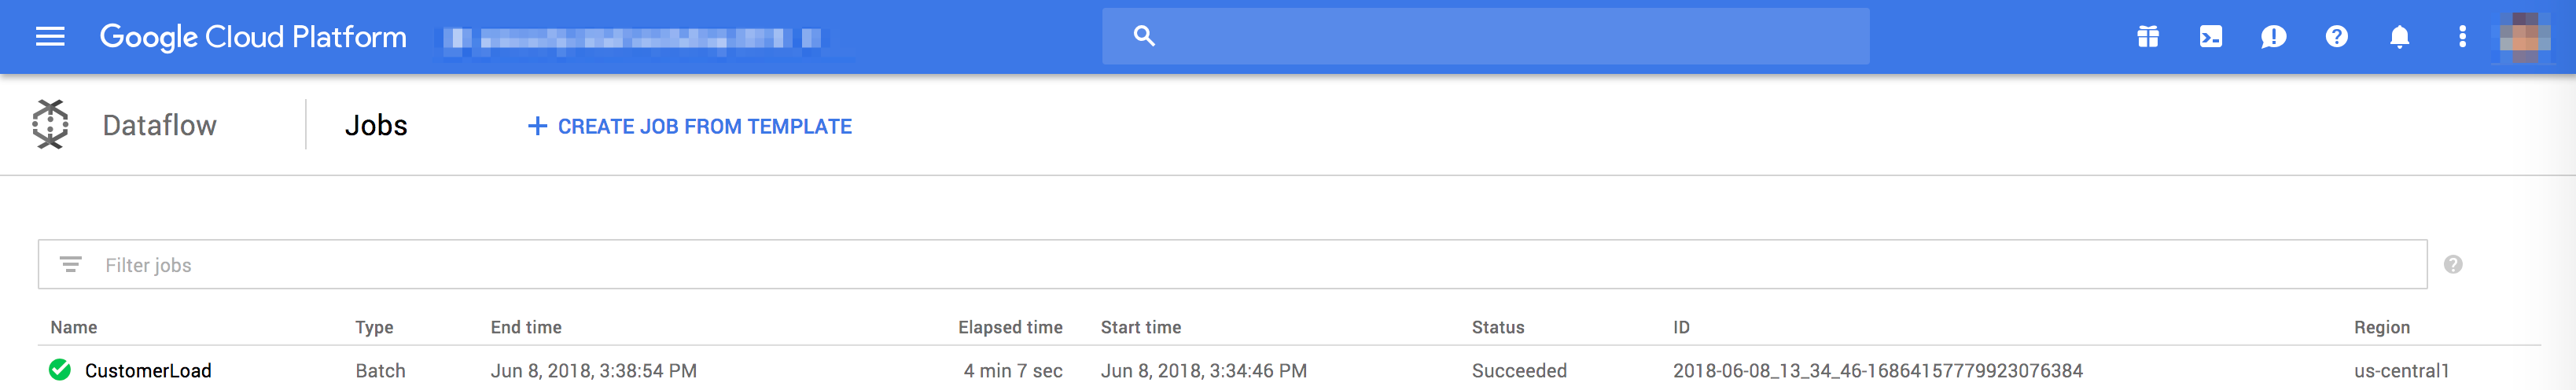 Google Cloud Platform
Dataflow Jobs + CREATE JOB FROM TEMPLATE
Filter jobs
Name Type End time Elapsed time Start time Status ID Region
CustomerLoad Batch Jun 8, 2018, 3:38:54 PM 4 min 7 sec Jun 8, 2018, 3:34:46 PM Succeeded 2018-06-08_13_34_46-16864157779923076384 us-central1